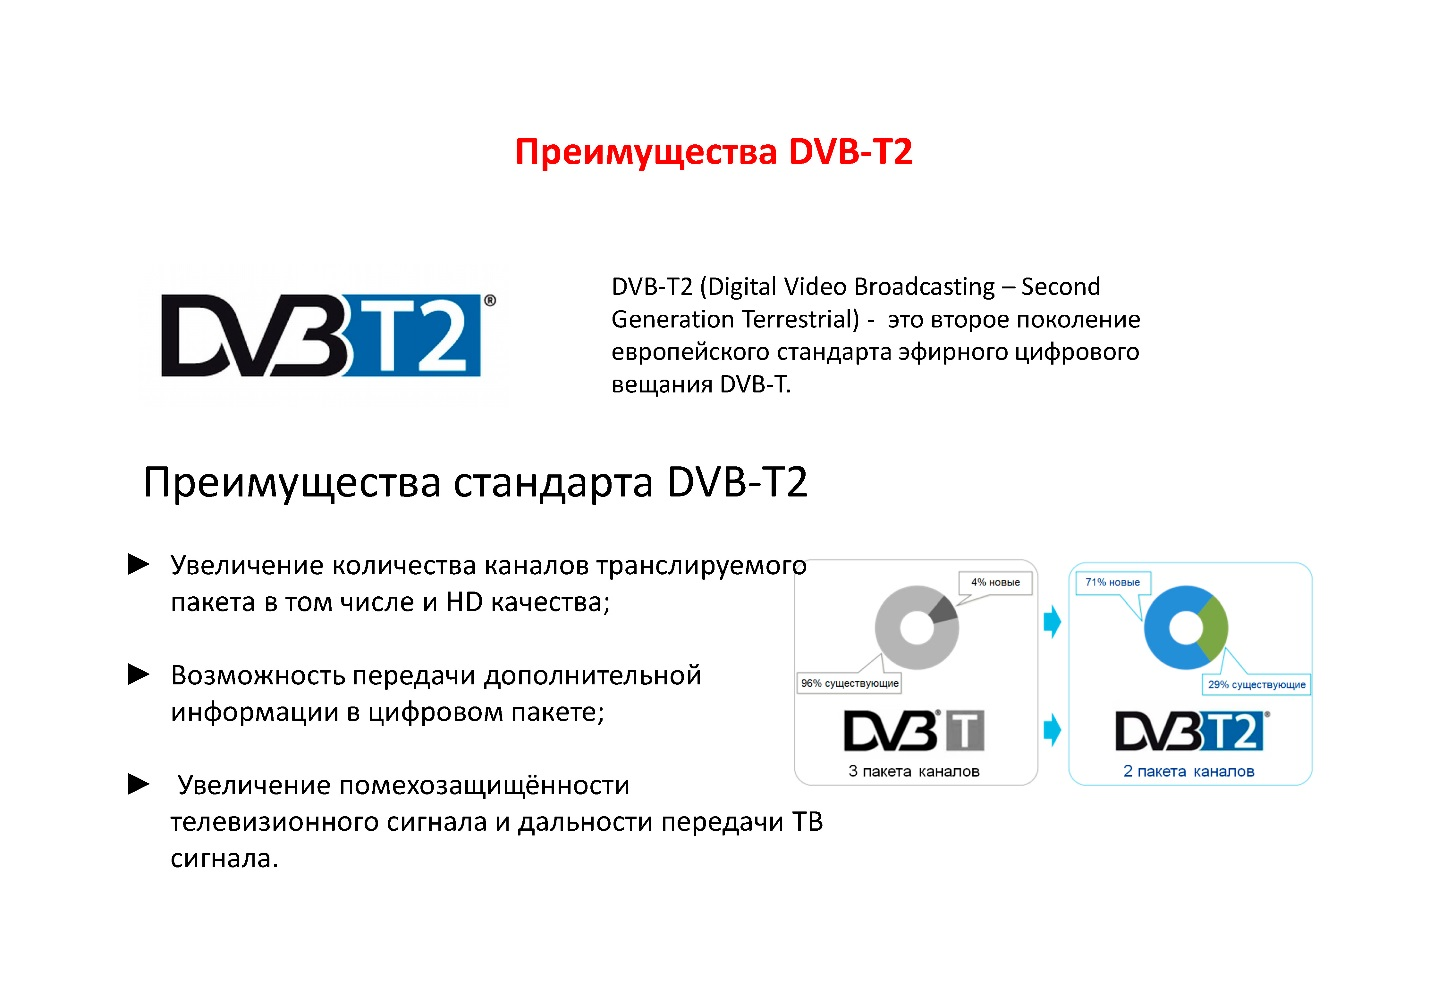 Преимущества DVB-T2
DVB T2®
DVB-T2 (Digital Video Broadcasting – Second
Generation Terrestrial) -  это второе поколение
европейского стандарта эфирного цифрового
вещания DVB-T.
Преимущества стандарта DVB-T2
► Увеличение количества каналов транслируемого
пакета в том числе и HD качества;
► Возможность передачи дополнительной
информации в цифровом пакете;
►  Увеличение помехозащищённости
телевизионного сигнала и дальности передачи ТВ
сигнала.
4% новые
96% существующие
DVB® T
3 пакета каналов
71% новые
29% существующие
DVB T2®
2 пакета каналов